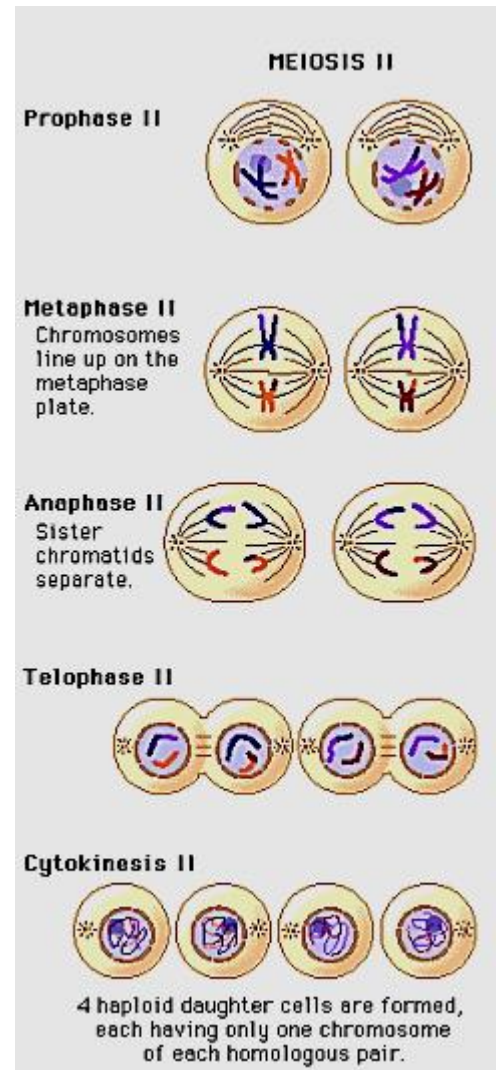 MEIOSIS II
Prophase II
Metaphase II
Chromosomes
line up on the
metaphase
plate.
Anaphase II
Sister
chromatids
separate.
Telophase II
Cytokinesis II
4 haploid daughter cells are formed,
each having only one chromosome
of each homologous pair.